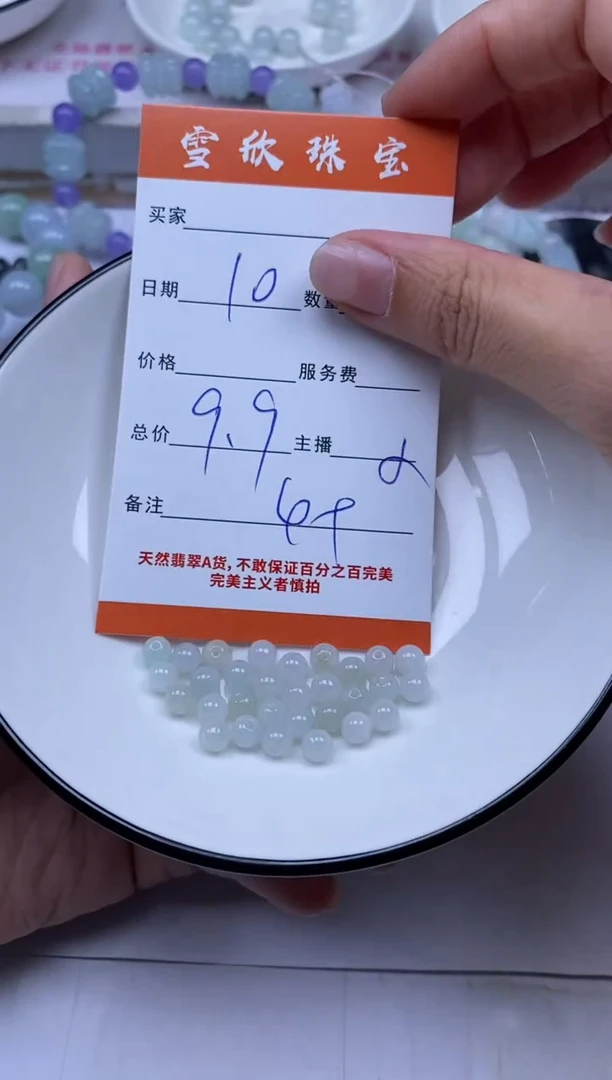 雪欣珠宝
买家
日期 10 数量
价格 服务费
总价 9.9 主播
备注
天然翡翠A货,不敢保证百分之百完美
完美主义者慎拍